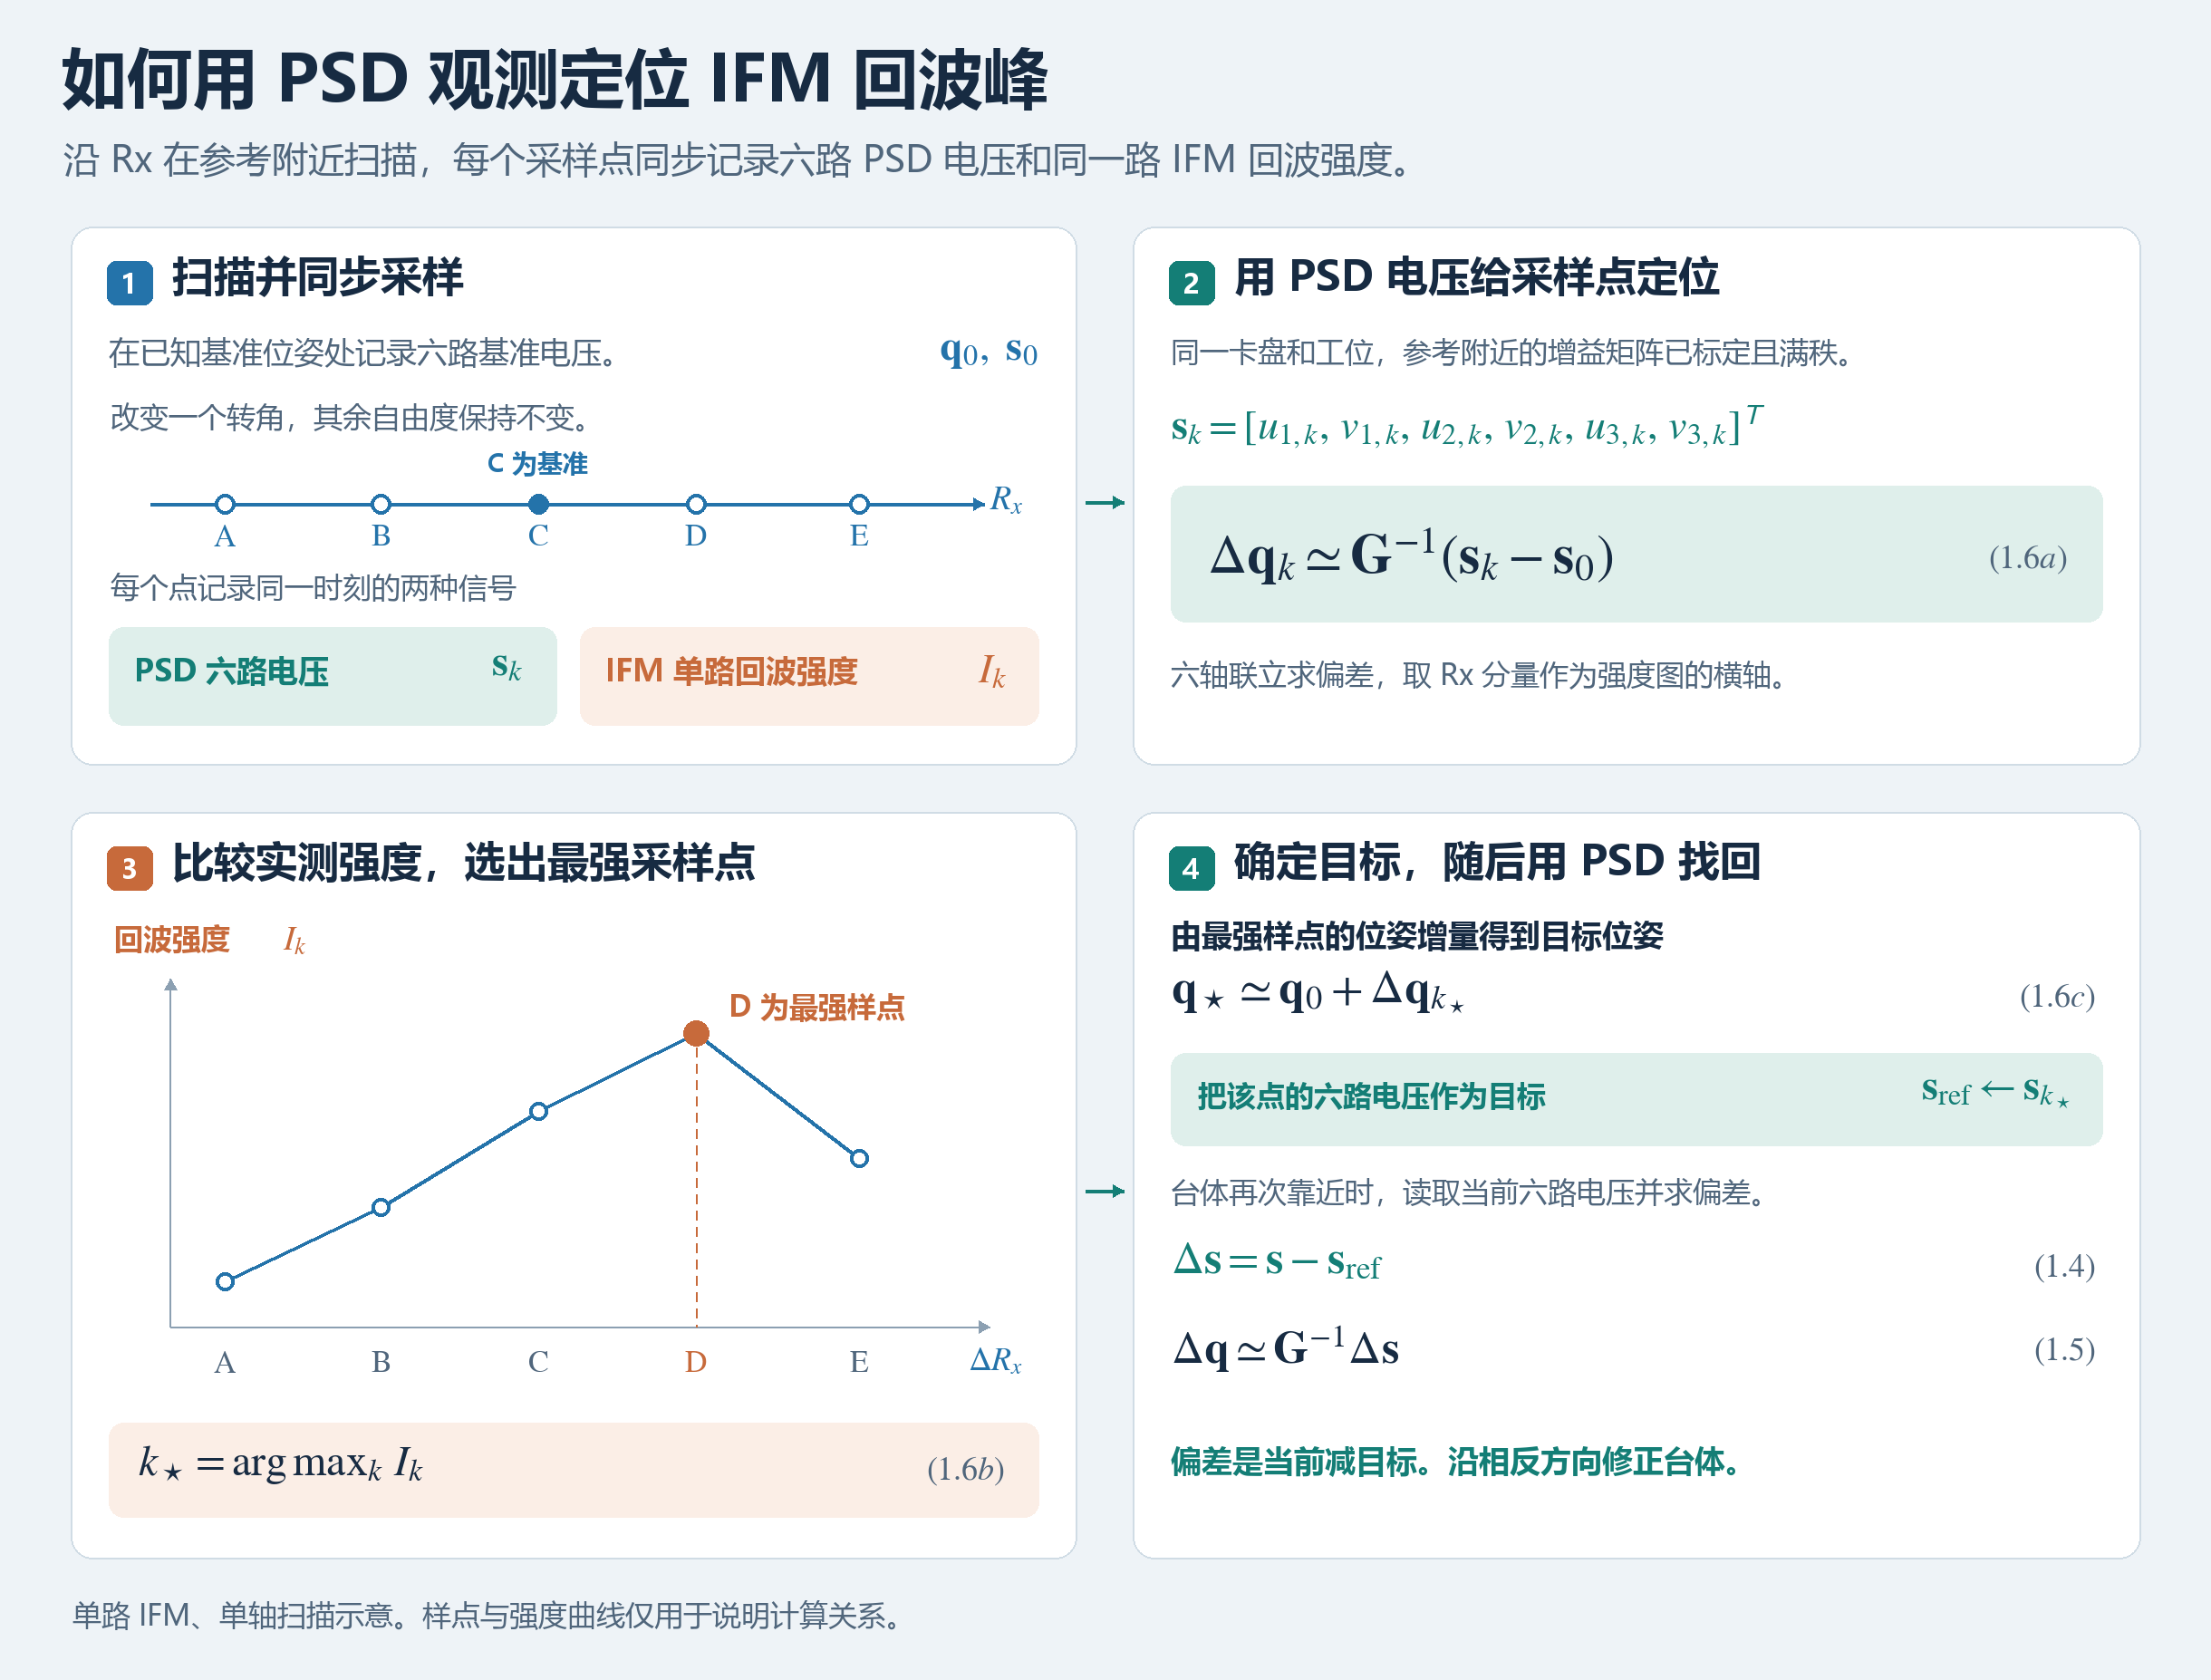 如何用 PSD 观测定位 IFM 回波峰
沿 Rx 在参考附近扫描，每个采样点同步记录六路 PSD 电压和同一路 IFM 回波强度。
1 扫描并同步采样
在已知基准位姿处记录六路基准电压。 q₀, s₀
改变一个转角，其余自由度保持不变。
C 为基准
Rₓ
A B C D E
每个点记录同一时刻的两种信号
PSD 六路电压 sₖ
IFM 单路回波强度 Iₖ
2 用 PSD 电压给采样点定位
同一卡盘和工位，参考附近的增益矩阵已标定且满秩。
sₖ = [u₁,ₖ, v₁,ₖ, u₂,ₖ, v₂,ₖ, u₃,ₖ, v₃,ₖ]ᵀ
Δqₖ ≃ G⁻¹(sₖ − s₀) (1.6a)
六轴联立求偏差，取 Rx 分量作为强度图的横轴。
3 比较实测强度，选出最强采样点
回波强度 Iₖ
D 为最强样点
A B C D E ΔRₓ
k⋆ = arg maxₖ Iₖ (1.6b)
4 确定目标，随后用 PSD 找回
由最强样点的位姿增量得到目标位姿
q⋆ ≃ q₀ + Δqₖ⋆ (1.6c)
把该点的六路电压作为目标 s_ref ← sₖ⋆
台体再次靠近时，读取当前六路电压并求偏差。
Δs = s − s_ref (1.4)
Δq ≃ G⁻¹Δs (1.5)
偏差是当前减目标。沿相反方向修正台体。
单路 IFM、单轴扫描示意。样点与强度曲线仅用于说明计算关系。